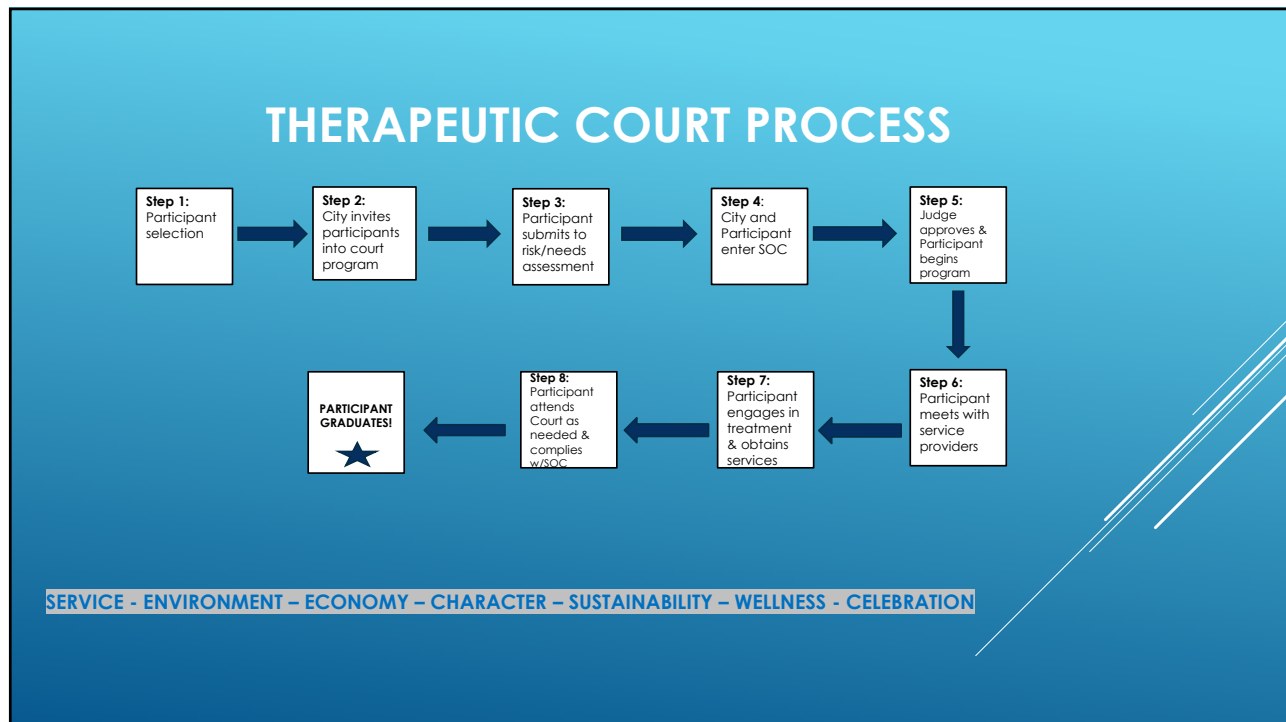 THERAPEUTIC COURT PROCESS
Step 1:
Participant
selection
Step 2:
City invites
participants
into court
program
Step 3:
Participant
submits to
risk/needs
assessment
Step 4:
City and
Participant
enter SOC
Step 5:
Judge
approves &
Participant
begins
program
Step 6:
Participant
meets with
service
providers
Step 7:
Participant
engages in
treatment
& obtains
services
Step 8:
Participant
attends
Court as
needed &
complies
w/SOC
PARTICIPANT
GRADUATES!
SERVICE - ENVIRONMENT – ECONOMY – CHARACTER – SUSTAINABILITY – WELLNESS - CELEBRATION